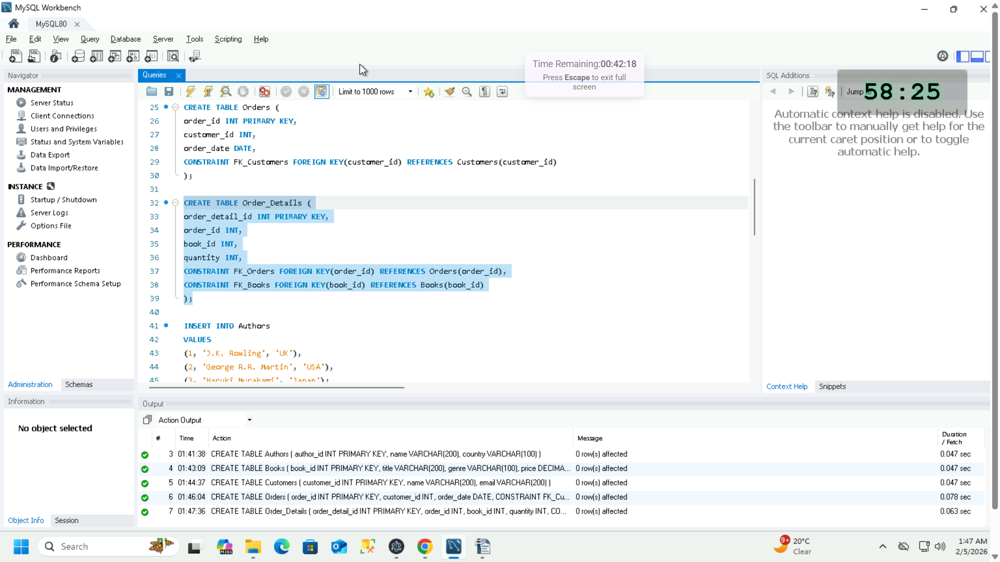 MySQL Workbench
MySQL80
File Edit View Query Database Server Tools Scripting Help
Time Remaining:00:42:18
Press Escape to exit full
screen
Navigator
MANAGEMENT
Server Status
Client Connections
Users and Privileges
Status and System Variables
Data Export
Data Import/Restore
INSTANCE
Startup / Shutdown
Server Logs
Options File
PERFORMANCE
Dashboard
Performance Reports
Performance Schema Setup
Administration Schemas
Information
No object selected
Object Info Session
Queries
Limit to 1000 rows
25 CREATE TABLE Orders (
26 order_id INT PRIMARY KEY,
27 customer_id INT,
28 order_date DATE,
29 CONSTRAINT FK_Customers FOREIGN KEY(customer_id) REFERENCES Customers(customer_id)
30 );
31
32 CREATE TABLE Order_Details (
33 order_detail_id INT PRIMARY KEY,
34 order_id INT,
35 book_id INT,
36 quantity INT,
37 CONSTRAINT FK_Orders FOREIGN KEY(order_id) REFERENCES Orders(order_id),
38 CONSTRAINT FK_Books FOREIGN KEY(book_id) REFERENCES Books(book_id)
39 );
40
41 INSERT INTO Authors
42 VALUES
43 (1, 'J.K. Rowling', 'UK'),
44 (2, 'George R.R. Martin', 'USA'),
45 (3, 'Haruki Murakami', 'Japan');
SQL Additions
Jump
58:25
Automatic context help is disabled. Use
the toolbar to manually get help for the
current caret position or to toggle
automatic help.
Context Help Snippets
Output
Action Output
# Time Action Message Duration / Fetch
3 01:41:38 CREATE TABLE Authors ( author_id INT PRIMARY KEY, name VARCHAR(200), country VARCHAR(100) ) 0 row(s) affected 0.047 sec
4 01:43:09 CREATE TABLE Books ( book_id INT PRIMARY KEY, title VARCHAR(200), genre VARCHAR(100), price DECIMA... 0 row(s) affected 0.047 sec
5 01:44:37 CREATE TABLE Customers ( customer_id INT PRIMARY KEY, name VARCHAR(200), email VARCHAR(200) ) 0 row(s) affected 0.047 sec
6 01:46:04 CREATE TABLE Orders ( order_id INT PRIMARY KEY, customer_id INT, order_date DATE, CONSTRAINT FK_Cu... 0 row(s) affected 0.078 sec
7 01:47:36 CREATE TABLE Order_Details ( order_detail_id INT PRIMARY KEY, order_id INT, book_id INT, quantity INT, CO... 0 row(s) affected 0.063 sec
Search
M365
9+
20°C
Clear
1:47 AM
2/5/2026